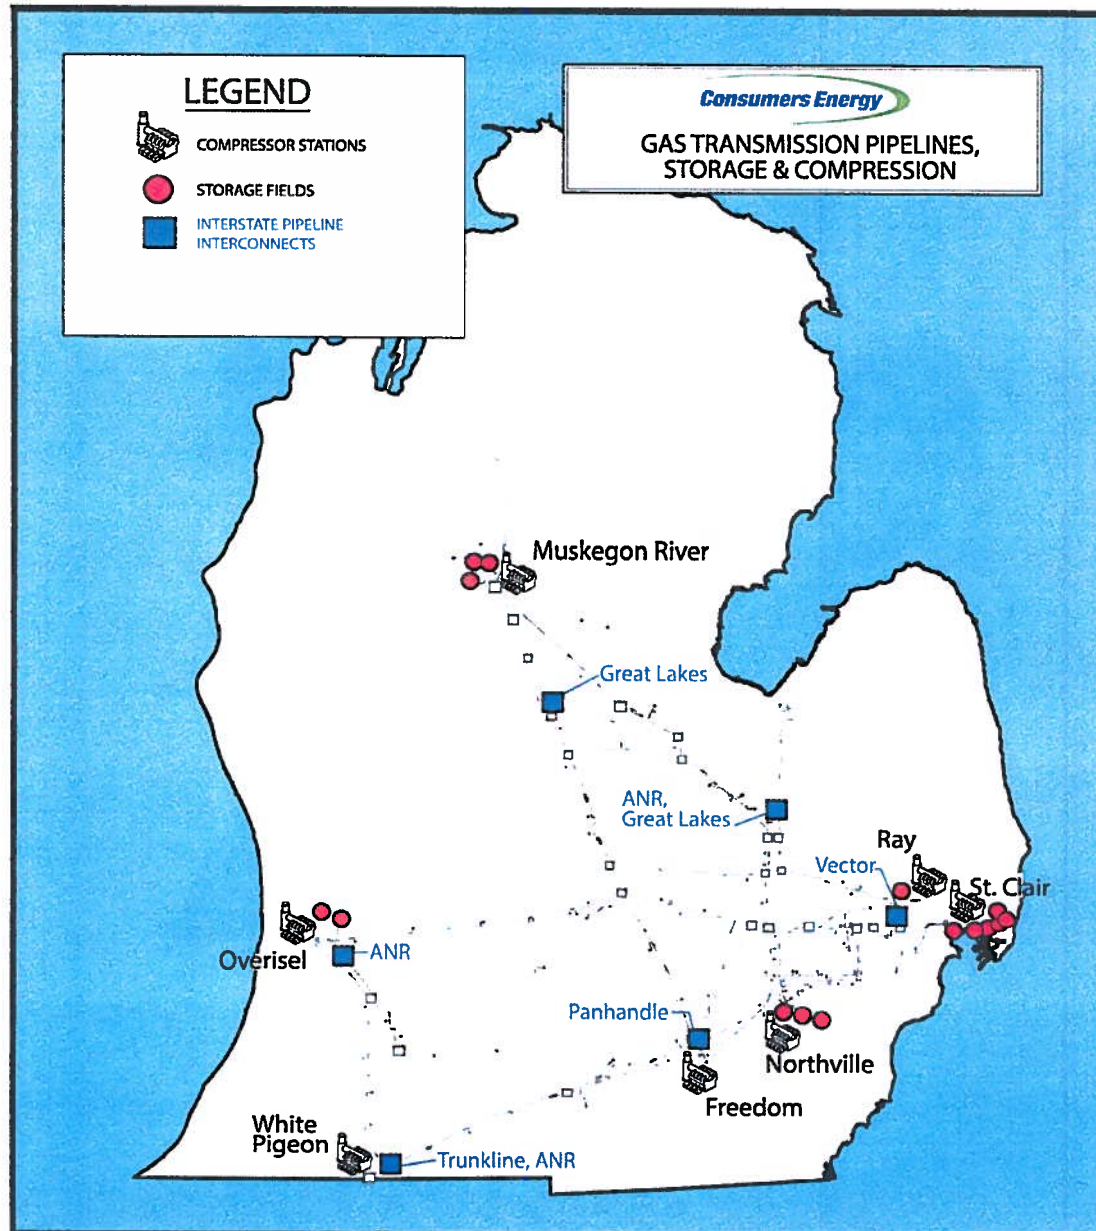 LEGEND
COMPRESSOR STATIONS
STORAGE FIELDS
INTERSTATE PIPELINE
INTERCONNECTS
Consumers Energy
GAS TRANSMISSION PIPELINES,
STORAGE & COMPRESSION
Muskegon River
Great Lakes
ANR,
Great Lakes
Ray
Vector
St. Clair
Overisel
ANR
Panhandle
Northville
Freedom
White
Pigeon
Trunkline, ANR